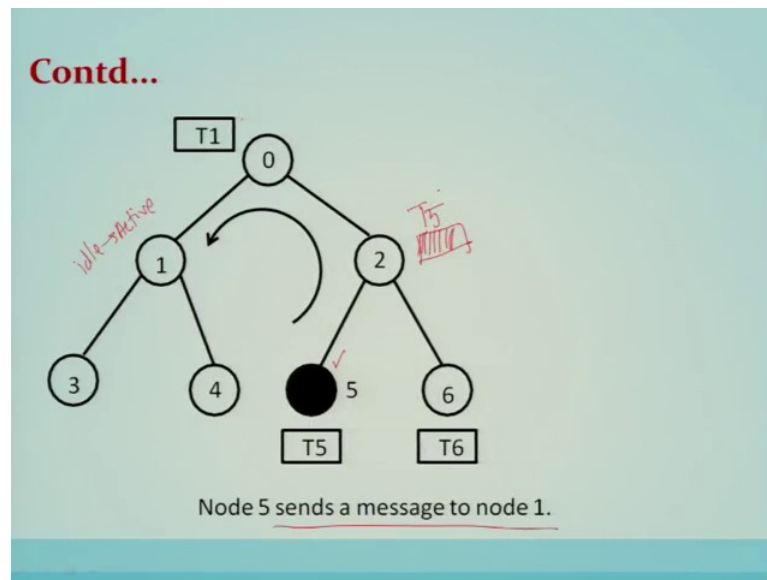 Contd...
T1
0
idle→Active
T5
1
2
3
4
5
6
T5
T6
Node 5 sends a message to node 1.